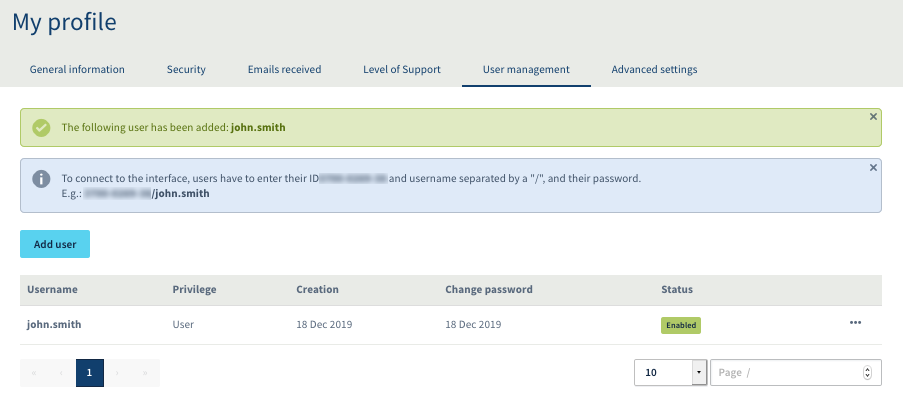 My profile
General information Security Emails received Level of Support User management Advanced settings
The following user has been added: john.smith
To connect to the interface, users have to enter their ID and username separated by a "/", and their password.
E.g.: /john.smith
Add user
Username Privilege Creation Change password Status
john.smith User 18 Dec 2019 18 Dec 2019 Enabled ...
« ‹ 1 › » 10 Page /